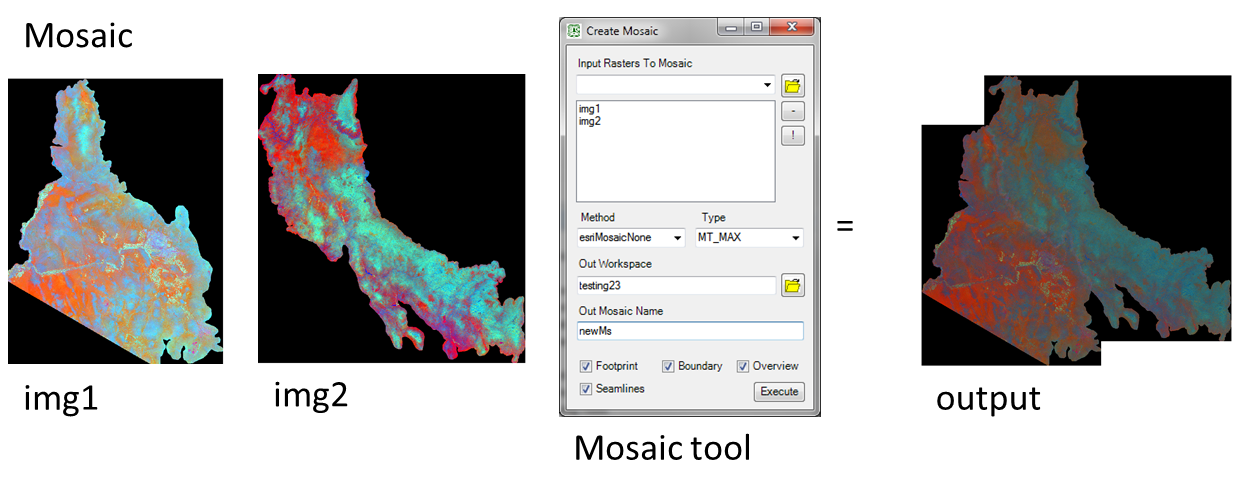 Mosaic
img1
img2
Create Mosaic
Input Rasters To Mosaic
img1
img2
-
!
Method
Type
esriMosaicNone
MT_MAX
Out Workspace
testing23
Out Mosaic Name
newMs
Footprint
Boundary
Overview
Seamlines
Execute
Mosaic tool
=
output